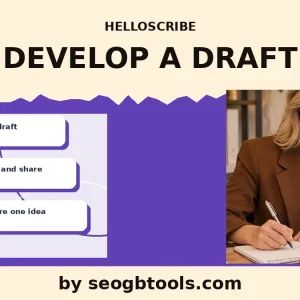 HELLOSCRIBE
DEVELOP A DRAFT
draft
and share
re one idea
by seogbtools.com